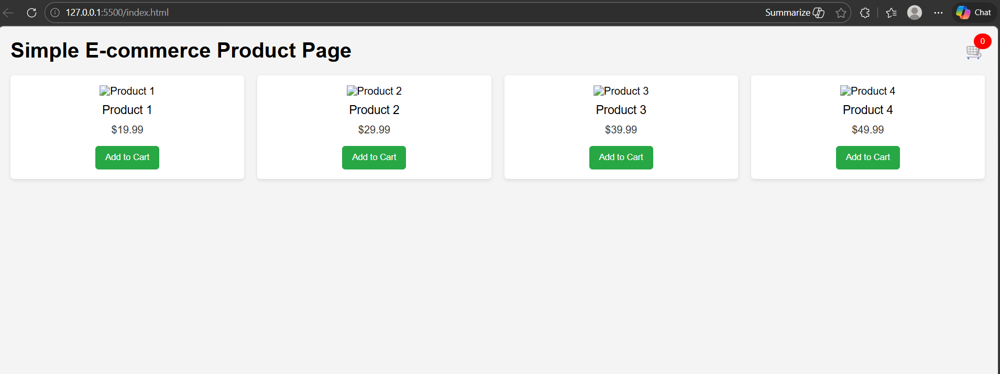 127.0.0.1:5500/index.html Summarize Chat
Simple E-commerce Product Page 0
Product 1 Product 2 Product 3 Product 4
Product 1 Product 2 Product 3 Product 4
$19.99 $29.99 $39.99 $49.99
Add to Cart Add to Cart Add to Cart Add to Cart